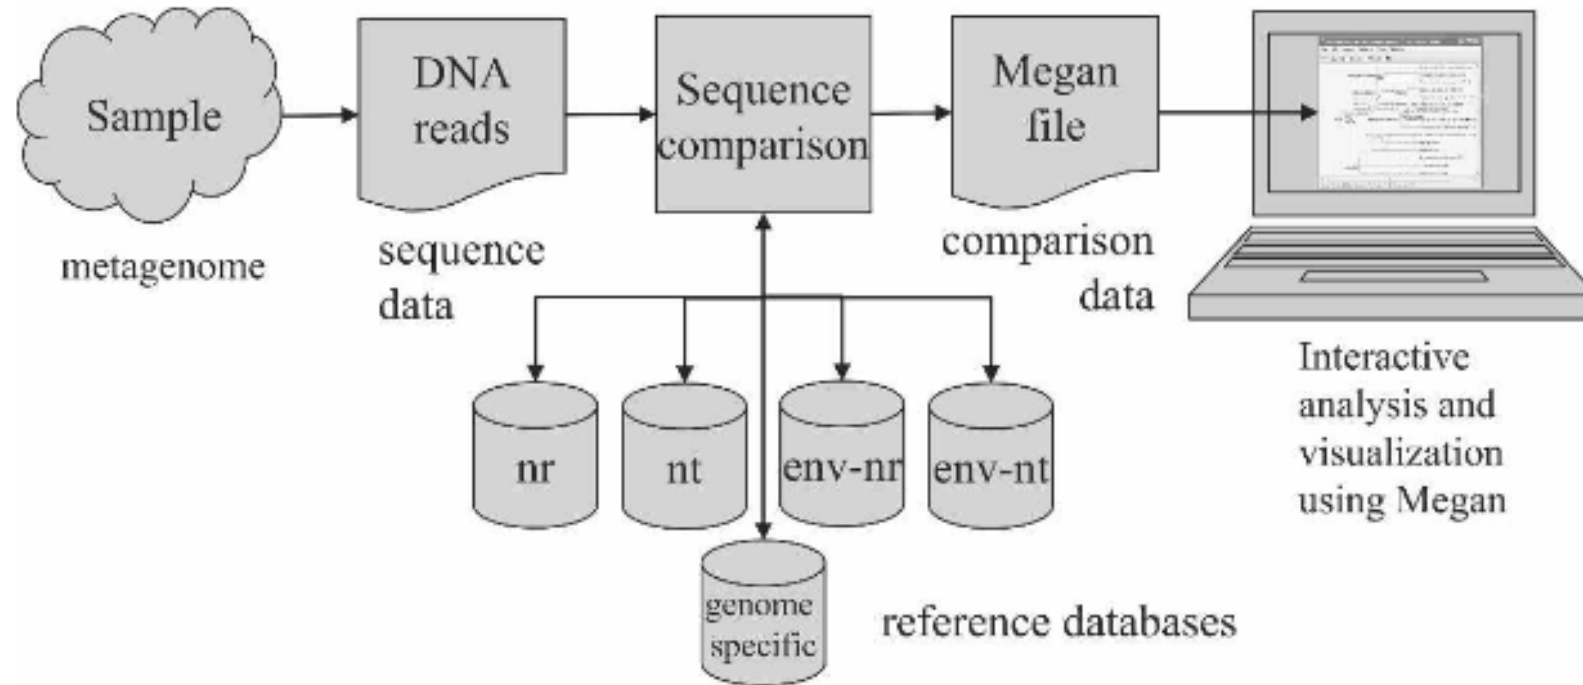 Sample
metagenome
DNA
reads
sequence
data
Sequence
comparison
Megan
file
comparison
data
Interactive
analysis and
visualization
using Megan
nr
nt
env-nr
env-nt
genome
specific
reference databases